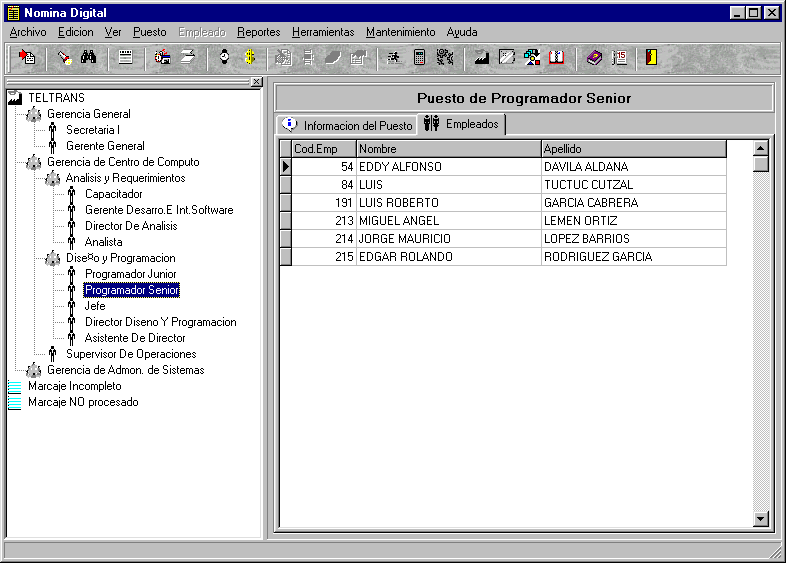 Nomina Digital
Archivo Edicion Ver Puesto Empleado Reportes Herramientas Mantenimiento Ayuda
TELTRANS
Gerencia General
Secretaria I
Gerente General
Gerencia de Centro de Computo
Analisis y Requerimientos
Capacitador
Gerente Desarro.E Int.Software
Director De Analisis
Analista
Dise¤o y Programacion
Programador Junior
Programador Senior
Jefe
Director Diseno Y Programacion
Asistente De Director
Supervisor De Operaciones
Gerencia de Admon. de Sistemas
Marcaje Incompleto
Marcaje NO procesado
Puesto de Programador Senior
Informacion del Puesto Empleados
Cod.Emp Nombre Apellido
54 EDDY ALFONSO DAVILA ALDANA
84 LUIS TUCTUC CUTZAL
191 LUIS ROBERTO GARCIA CABRERA
213 MIGUEL ANGEL LEMEN ORTIZ
214 JORGE MAURICIO LOPEZ BARRIOS
215 EDGAR ROLANDO RODRIGUEZ GARCIA